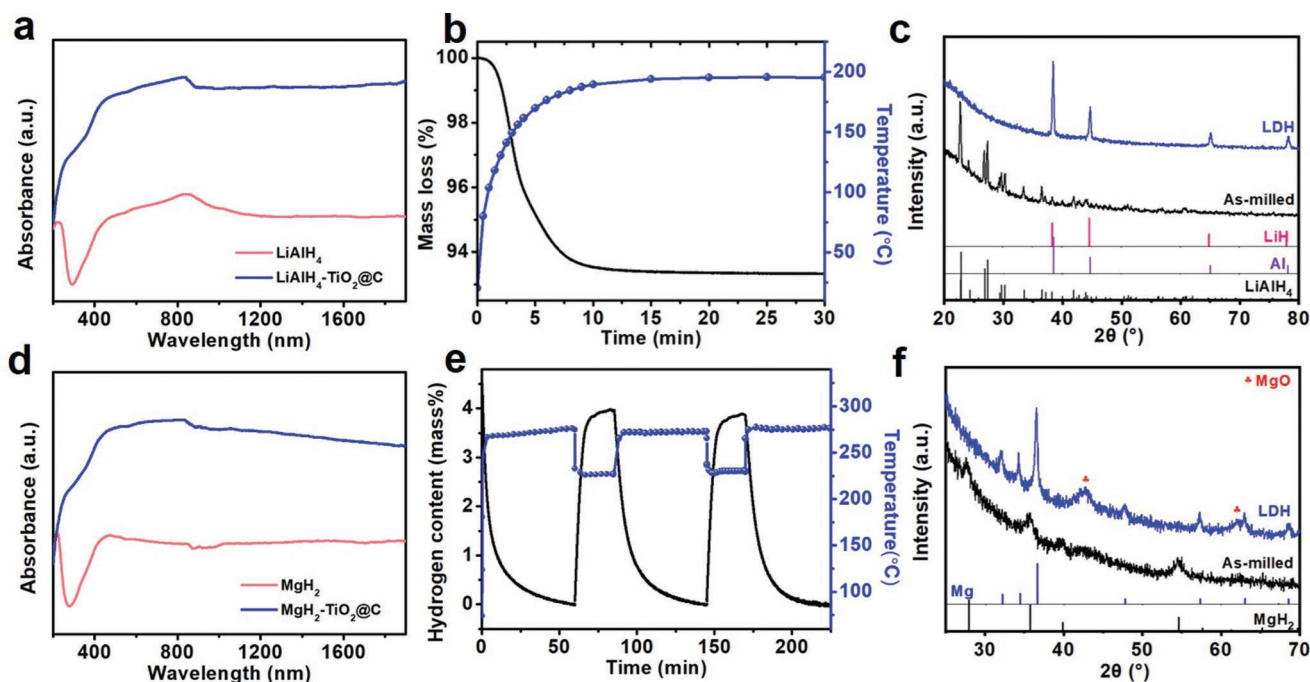 a
Absorbance (a.u.)
LiAlH4
LiAlH4-TiO2@C
400 800 1200 1600
Wavelength (nm)
b
Mass loss (%)
100
98
96
94
200
150
100
50
Temperature (°C)
0 5 10 15 20 25 30
Time (min)
c
Intensity (a.u.)
LDH
As-milled
LiH
Al
LiAlH4
20 30 40 50 60 70 80
2θ (°)
d
Absorbance (a.u.)
MgH2
MgH2-TiO2@C
400 800 1200 1600
Wavelength (nm)
e
Hydrogen content (mass%)
4
3
2
1
0
300
250
200
150
100
Temperature(°C)
0 50 100 150 200
Time (min)
f
Intensity (a.u.)
♣ MgO
LDH
As-milled
Mg
MgH2
30 40 50 60 70
2θ (°)